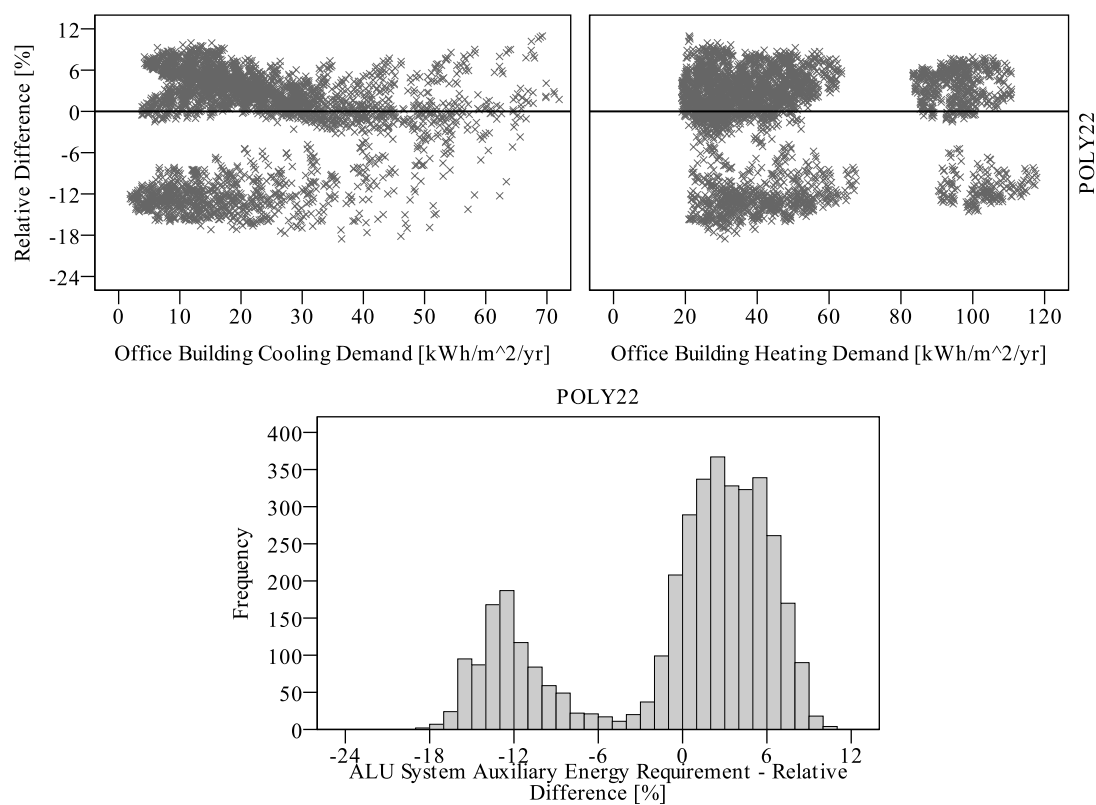 Relative Difference [%]
12
6
0
-6
-12
-18
-24
0 10 20 30 40 50 60 70
Office Building Cooling Demand [kWh/m^2/yr]
0 20 40 60 80 100 120
Office Building Heating Demand [kWh/m^2/yr]
POLY22
POLY22
Frequency
400
350
300
250
200
150
100
50
0
-24 -18 -12 -6 0 6 12
ALU System Auxiliary Energy Requirement - Relative
Difference [%]